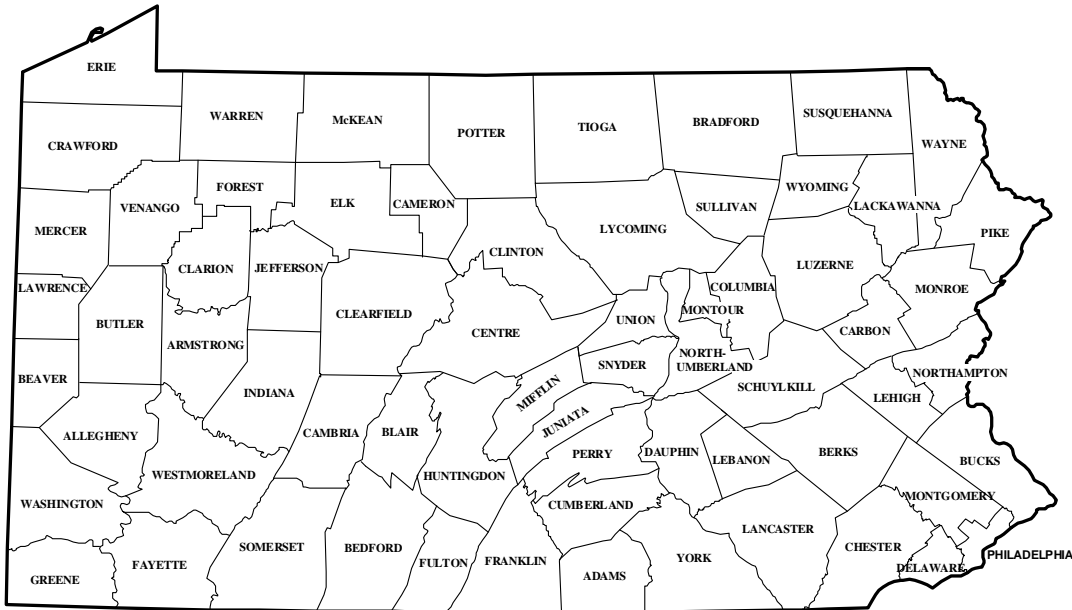 ERIE
CRAWFORD
WARREN
McKEAN
POTTER
TIOGA
BRADFORD
SUSQUEHANNA
WAYNE
MERCER
VENANGO
FOREST
ELK
CAMERON
CLINTON
LYCOMING
SULLIVAN
WYOMING
LACKAWANNA
PIKE
LAWRENCE
CLARION
JEFFERSON
CLEARFIELD
CENTRE
UNION
MONTOUR
COLUMBIA
LUZERNE
MONROE
BUTLER
ARMSTRONG
CARBON
BEAVER
INDIANA
MIFFLIN
SNYDER
NORTH-
UMBERLAND
SCHUYLKILL
NORTHAMPTON
LEHIGH
ALLEGHENY
CAMBRIA
BLAIR
HUNTINGDON
JUNIATA
PERRY
DAUPHIN
LEBANON
BERKS
BUCKS
WASHINGTON
WESTMORELAND
CUMBERLAND
MONTGOMERY
GREENE
FAYETTE
SOMERSET
BEDFORD
FULTON
FRANKLIN
ADAMS
YORK
LANCASTER
CHESTER
DELAWARE
PHILADELPHIA